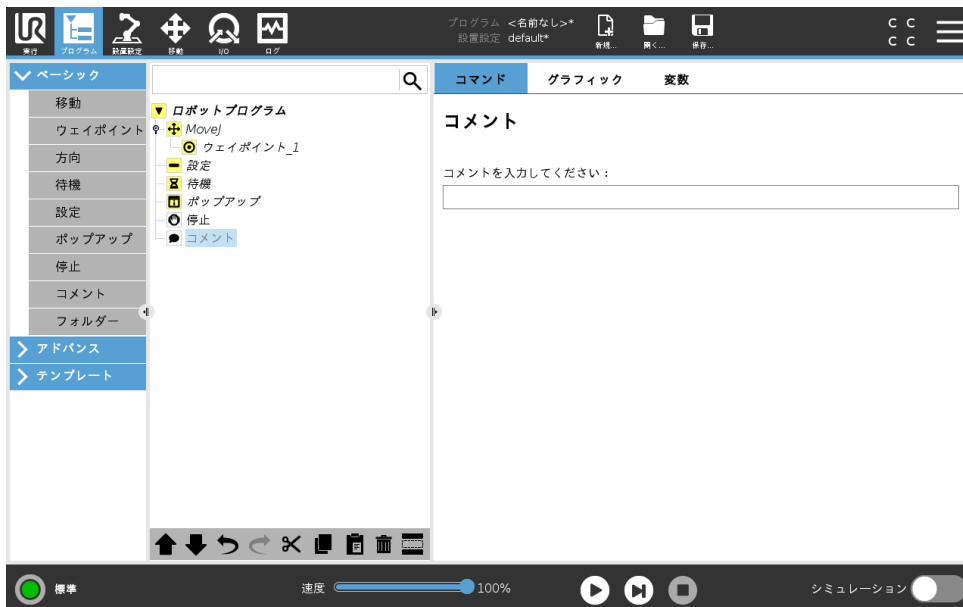 UR
実行
プログラム
設置設定
移動
I/O
ログ
プログラム <名前なし>*
設置設定 default*
新規...
開く...
保存...
C C
C C
ベーシック
移動
ウェイポイント
方向
待機
設定
ポップアップ
停止
コメント
フォルダー
アドバンス
テンプレート
ロボットプログラム
MoveJ
ウェイポイント_1
設定
待機
ポップアップ
停止
コメント
コマンド グラフィック 変数
コメント
コメントを入力してください：
標準
速度 100%
シミュレーション